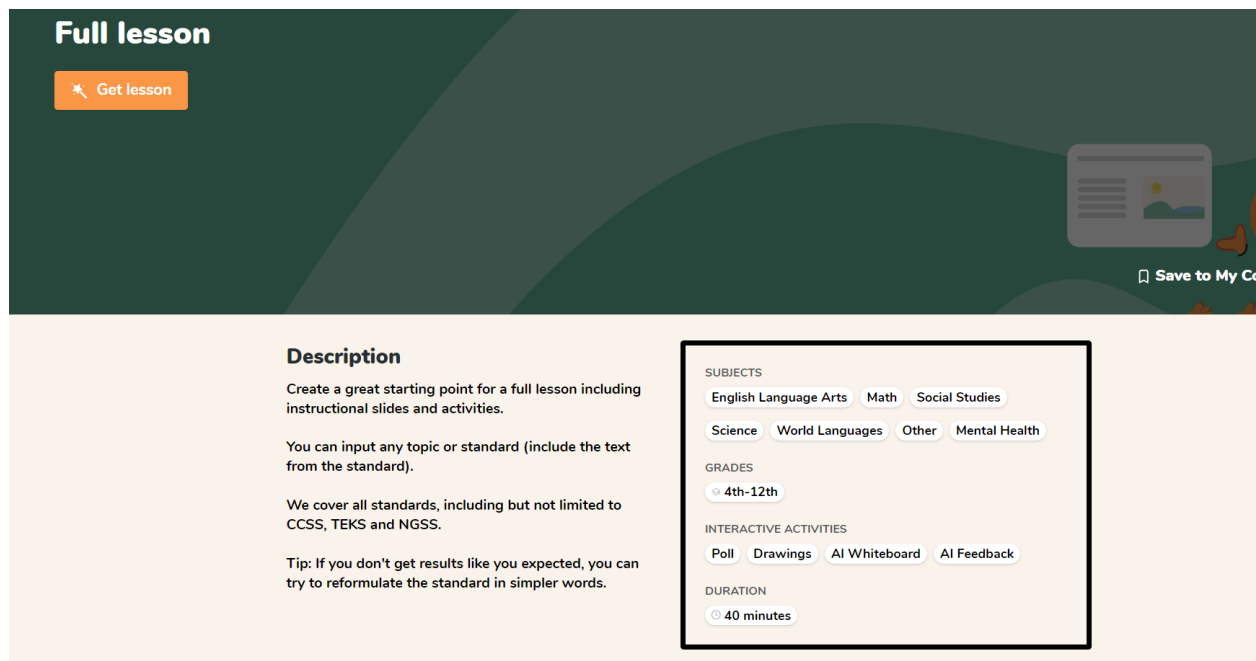 Full lesson
Get lesson
Save to My Co
Description
Create a great starting point for a full lesson including
instructional slides and activities.
You can input any topic or standard (include the text
from the standard).
We cover all standards, including but not limited to
CCSS, TEKS and NGSS.
Tip: If you don't get results like you expected, you can
try to reformulate the standard in simpler words.
SUBJECTS
English Language Arts Math Social Studies
Science World Languages Other Mental Health
GRADES
4th-12th
INTERACTIVE ACTIVITIES
Poll Drawings AI Whiteboard AI Feedback
DURATION
40 minutes